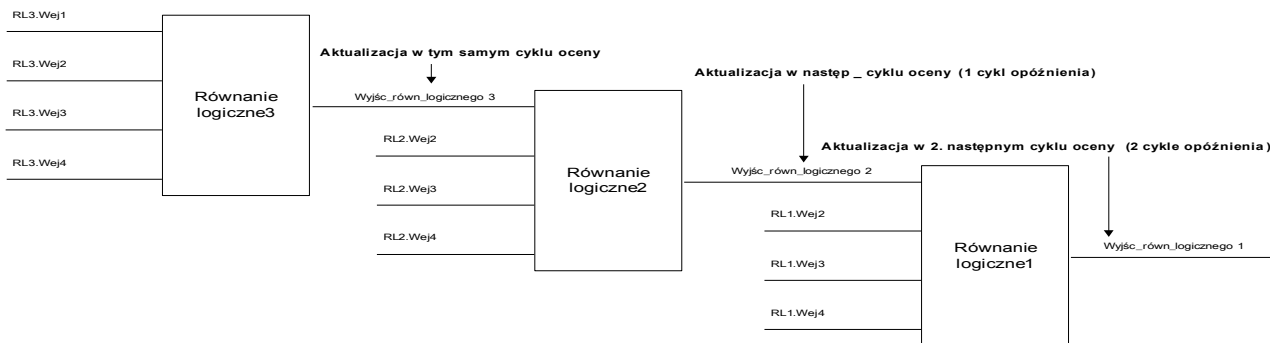 RL3.Wej1
RL3.Wej2
RL3.Wej3
RL3.Wej4
Równanie
logiczne3
Aktualizacja w tym samym cyklu oceny
Wyjśc_równ_logicznego 3
RL2.Wej2
RL2.Wej3
RL2.Wej4
Równanie
logiczne2
Aktualizacja w następ _ cyklu oceny (1 cykl opóźnienia)
Wyjśc_równ_logicznego 2
RL1.Wej2
RL1.Wej3
RL1.Wej4
Równanie
logiczne1
Aktualizacja w 2. następnym cyklu oceny (2 cykle opóźnienia)
Wyjśc_równ_logicznego 1